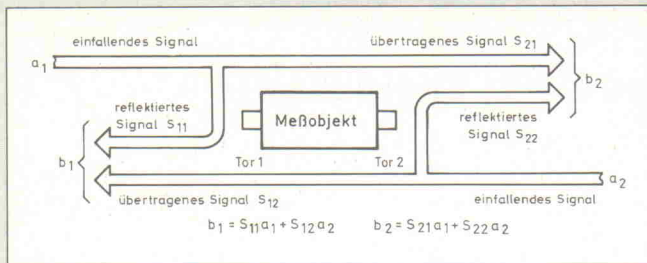 einfallendes Signal
übertragenes Signal S21
a1
b2
reflektiertes
Signal S11
Meßobjekt
reflektiertes
Signal S22
b1
Tor 1
Tor 2
a2
übertragenes Signal S12
einfallendes Signal
b1 = S11a1 + S12a2
b2 = S21a1 + S22a2